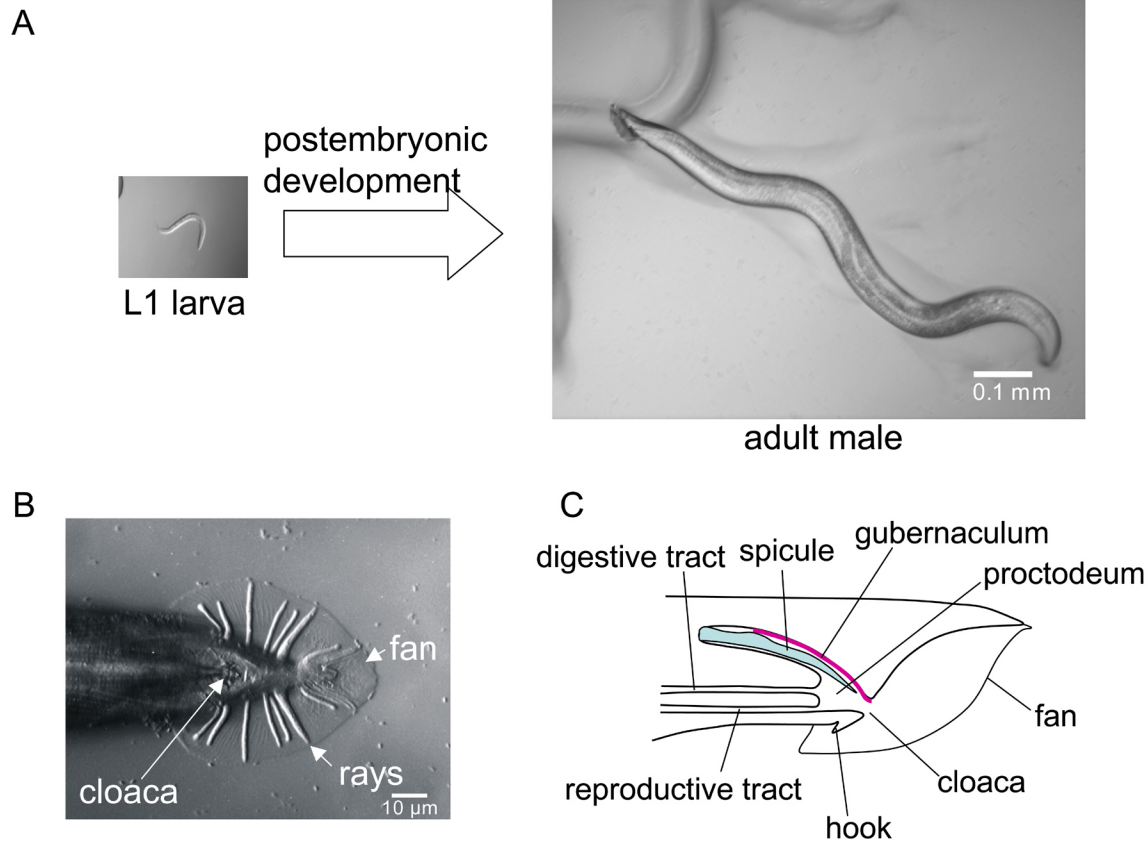 A
postembryonic
development
L1 larva
0.1 mm
adult male
B
fan
rays
cloaca
10 µm
C
gubernaculum
digestive tract
spicule
proctodeum
fan
cloaca
reproductive tract
hook